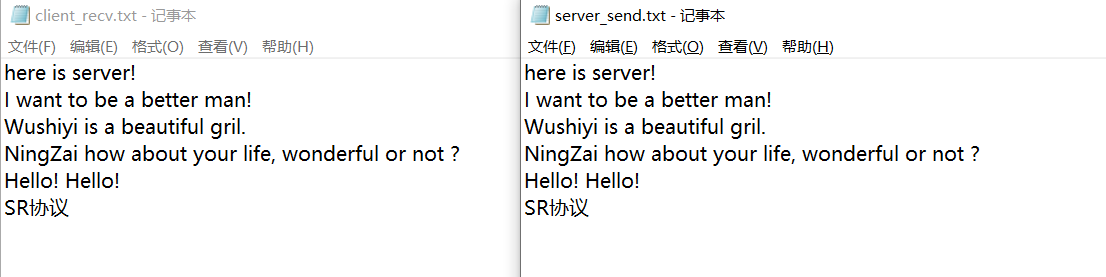 client_recv.txt - 记事本
文件(F) 编辑(E) 格式(O) 查看(V) 帮助(H)
here is server!
I want to be a better man!
Wushiyi is a beautiful gril.
NingZai how about your life, wonderful or not ?
Hello! Hello!
SR协议
server_send.txt - 记事本
文件(F) 编辑(E) 格式(O) 查看(V) 帮助(H)
here is server!
I want to be a better man!
Wushiyi is a beautiful gril.
NingZai how about your life, wonderful or not ?
Hello! Hello!
SR协议